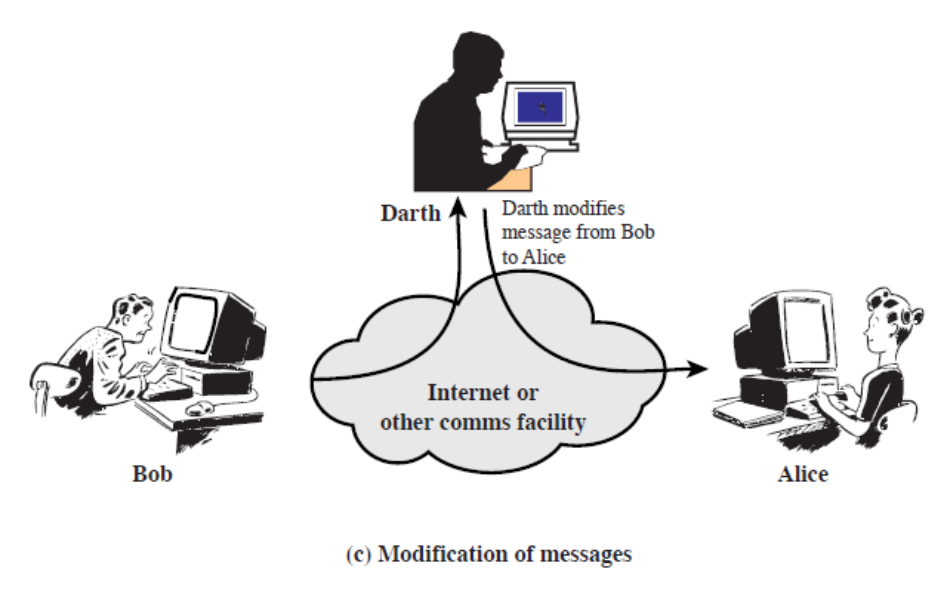 Darth
Darth modifies
message from Bob
to Alice
Internet or
other comms facility
Bob
Alice
(c) Modification of messages